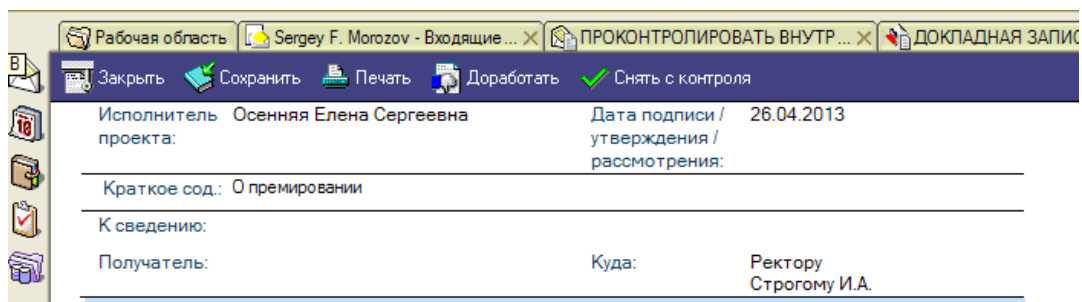 Рабочая область Sergey F. Morozov - Входящие ... ПРОКОНТРОЛИРОВАТЬ ВНУТР... ДОКЛАДНАЯ ЗАПИС
Закрыть Сохранить Печать Доработать Снять с контроля
Исполнитель проекта: Осенняя Елена Сергеевна
Дата подписи / утверждения / рассмотрения: 26.04.2013
Краткое сод.: О премировании
К сведению:
Получатель:
Куда: Ректору
Строгому И.А.